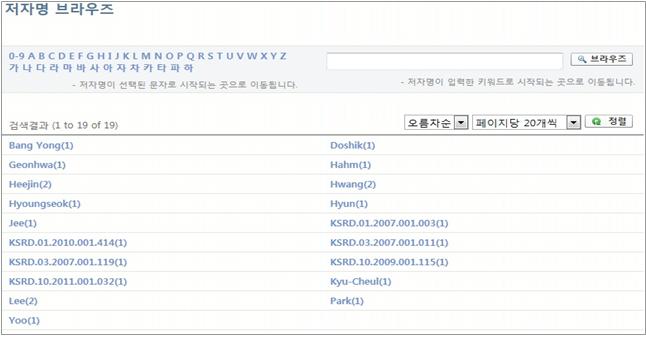 저자명 브라우즈
0-9 A B C D E F G H I J K L M N O P Q R S T U V W X Y Z
가 나 다 라 마 바 사 아 자 차 카 타 파 하
브라우즈
- 저자명이 선택된 문자로 시작되는 곳으로 이동됩니다.
- 저자명이 입력한 키워드로 시작되는 곳으로 이동됩니다.
검색결과 (1 to 19 of 19)
오름차순 페이지당 20개씩 정렬
Bang Yong(1) Doshik(1)
Geonhwa(1) Hahm(1)
Heejin(2) Hwang(2)
Hyoungseok(1) Hyun(1)
Jee(1) KSRD.01.2007.001.003(1)
KSRD.01.2010.001.414(1) KSRD.03.2007.001.011(1)
KSRD.03.2007.001.119(1) KSRD.10.2009.001.115(1)
KSRD.10.2011.001.032(1) Kyu-Cheul(1)
Lee(2) Park(1)
Yoo(1)